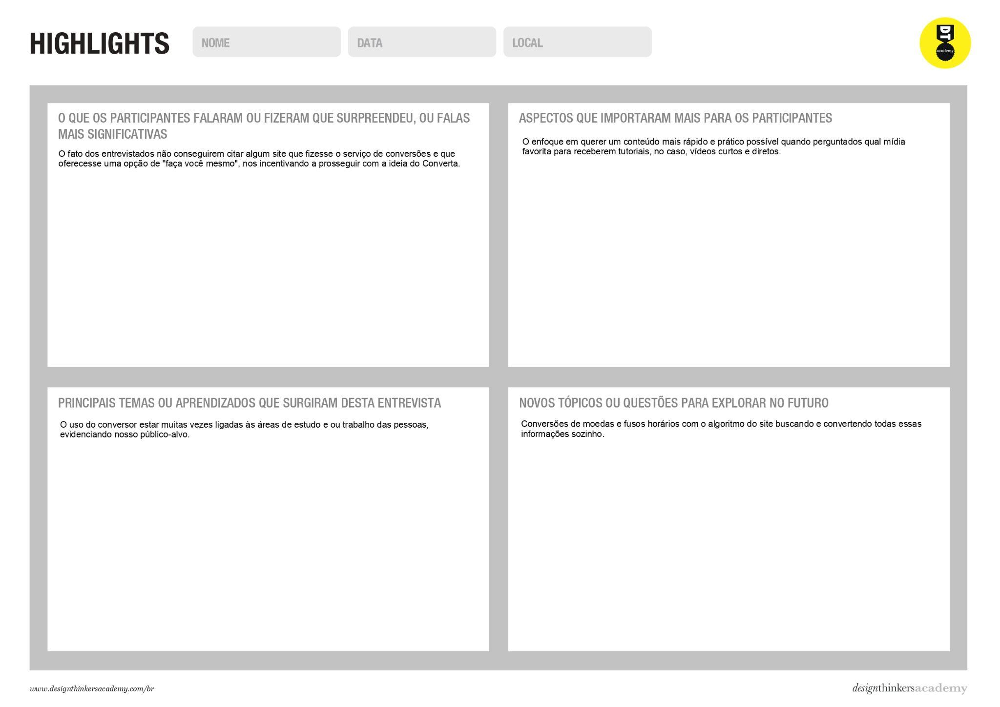 HIGHLIGHTS
NOME
DATA
LOCAL
DT
academy
O QUE OS PARTICIPANTES FALARAM OU FIZERAM QUE SURPREENDEU, OU FALAS
MAIS SIGNIFICATIVAS
O fato dos entrevistados não conseguirem citar algum site que fizesse o serviço de conversões e que
oferecesse uma opção de "faça você mesmo", nos incentivando a prosseguir com a ideia do Converta.
ASPECTOS QUE IMPORTARAM MAIS PARA OS PARTICIPANTES
O enfoque em querer um conteúdo mais rápido e prático possível quando perguntados qual mídia
favorita para receberem tutoriais, no caso, vídeos curtos e diretos.
PRINCIPAIS TEMAS OU APRENDIZADOS QUE SURGIRAM DESTA ENTREVISTA
O uso do conversor estar muitas vezes ligadas às áreas de estudo e ou trabalho das pessoas,
evidenciando nosso público-alvo.
NOVOS TÓPICOS OU QUESTÕES PARA EXPLORAR NO FUTURO
Conversões de moedas e fusos horários com o algoritmo do site buscando e convertendo todas essas
informações sozinho.
www.designthinkersacademy.com/br
designthinkersacademy